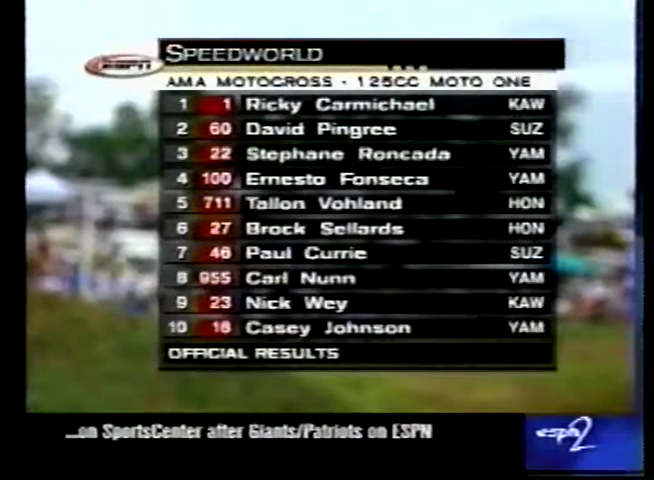 SPEEDWORLD
ESPN
AMA MOTOCROSS - 125CC MOTO ONE
1 1 Ricky Carmichael KAW
2 60 David Pingree SUZ
3 22 Stephane Roncada YAM
4 100 Ernesto Fonseca YAM
5 711 Tallon Vohland HON
6 27 Brock Sellards HON
7 46 Paul Currie SUZ
8 955 Carl Nunn YAM
9 23 Nick Wey KAW
10 16 Casey Johnson YAM
OFFICIAL RESULTS
...on SportsCenter after Giants/Patriots on ESPN
espn2